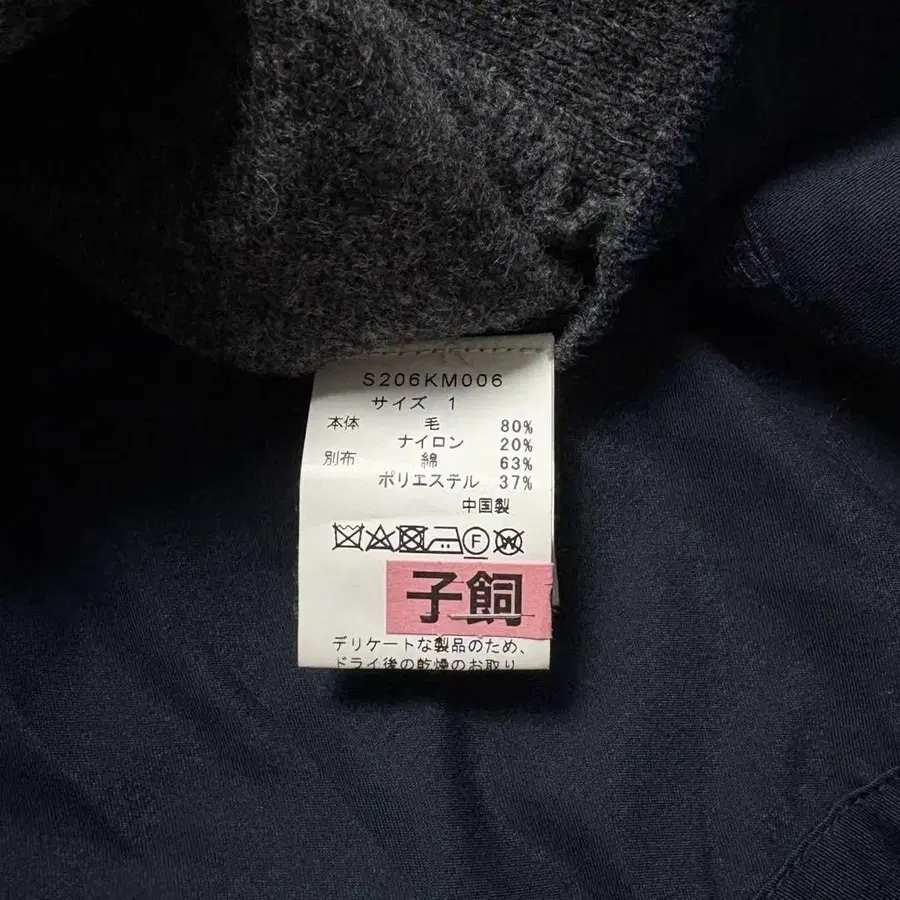 S206KM006
サイズ 1
本体 毛 80%
ナイロン 20%
別布 綿 63%
ポリエステル 37%
中国製
F W
子飼
デリケートな製品のため、
ドライ後の乾燥のお取り